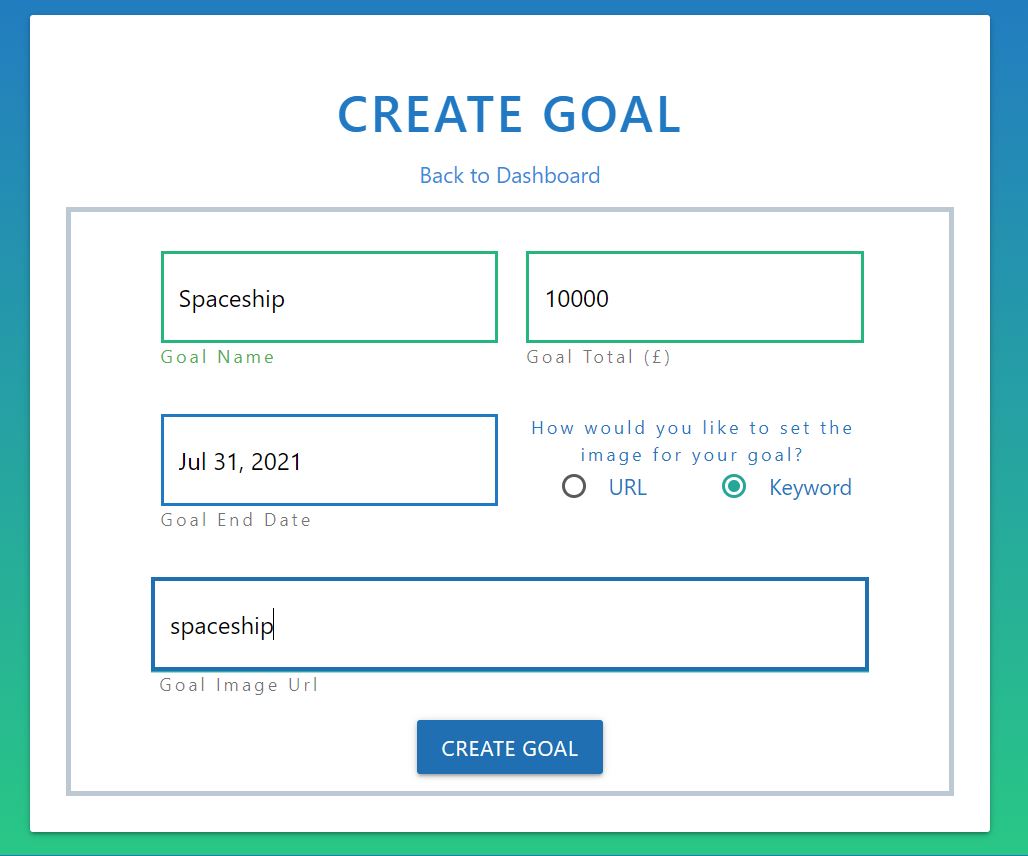 CREATE GOAL
Back to Dashboard
Spaceship
10000
Goal Name
Goal Total (£)
Jul 31, 2021
How would you like to set the
image for your goal?
URL
Keyword
Goal End Date
spaceship
Goal Image Url
CREATE GOAL